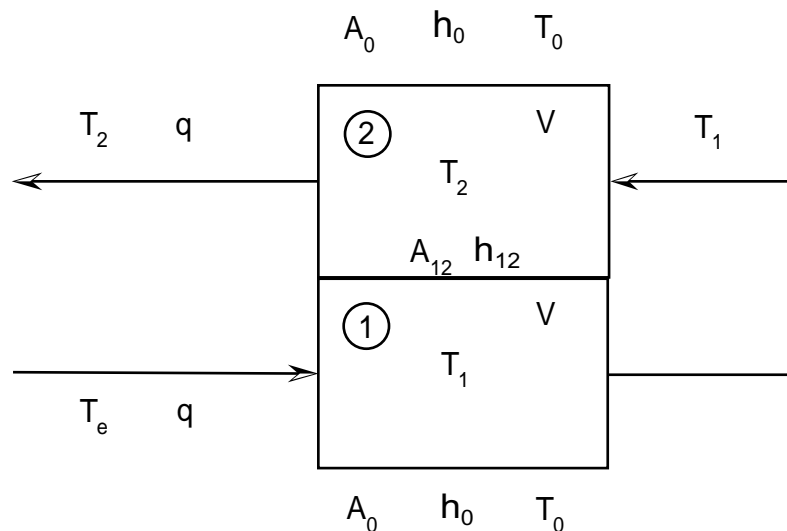 A₀ h₀ T₀
T₂ q ② V T₁
T₂
A₁₂ h₁₂
① V
T₁
Tₑ q
A₀ h₀ T₀